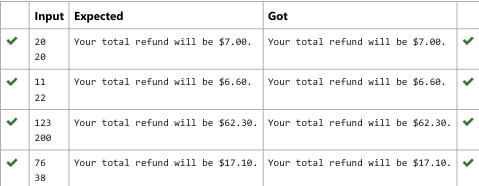 Input Expected Got
20 Your total refund will be $7.00. Your total refund will be $7.00.
20
11 Your total refund will be $6.60. Your total refund will be $6.60.
22
123 Your total refund will be $62.30. Your total refund will be $62.30.
200
76 Your total refund will be $17.10. Your total refund will be $17.10.
38